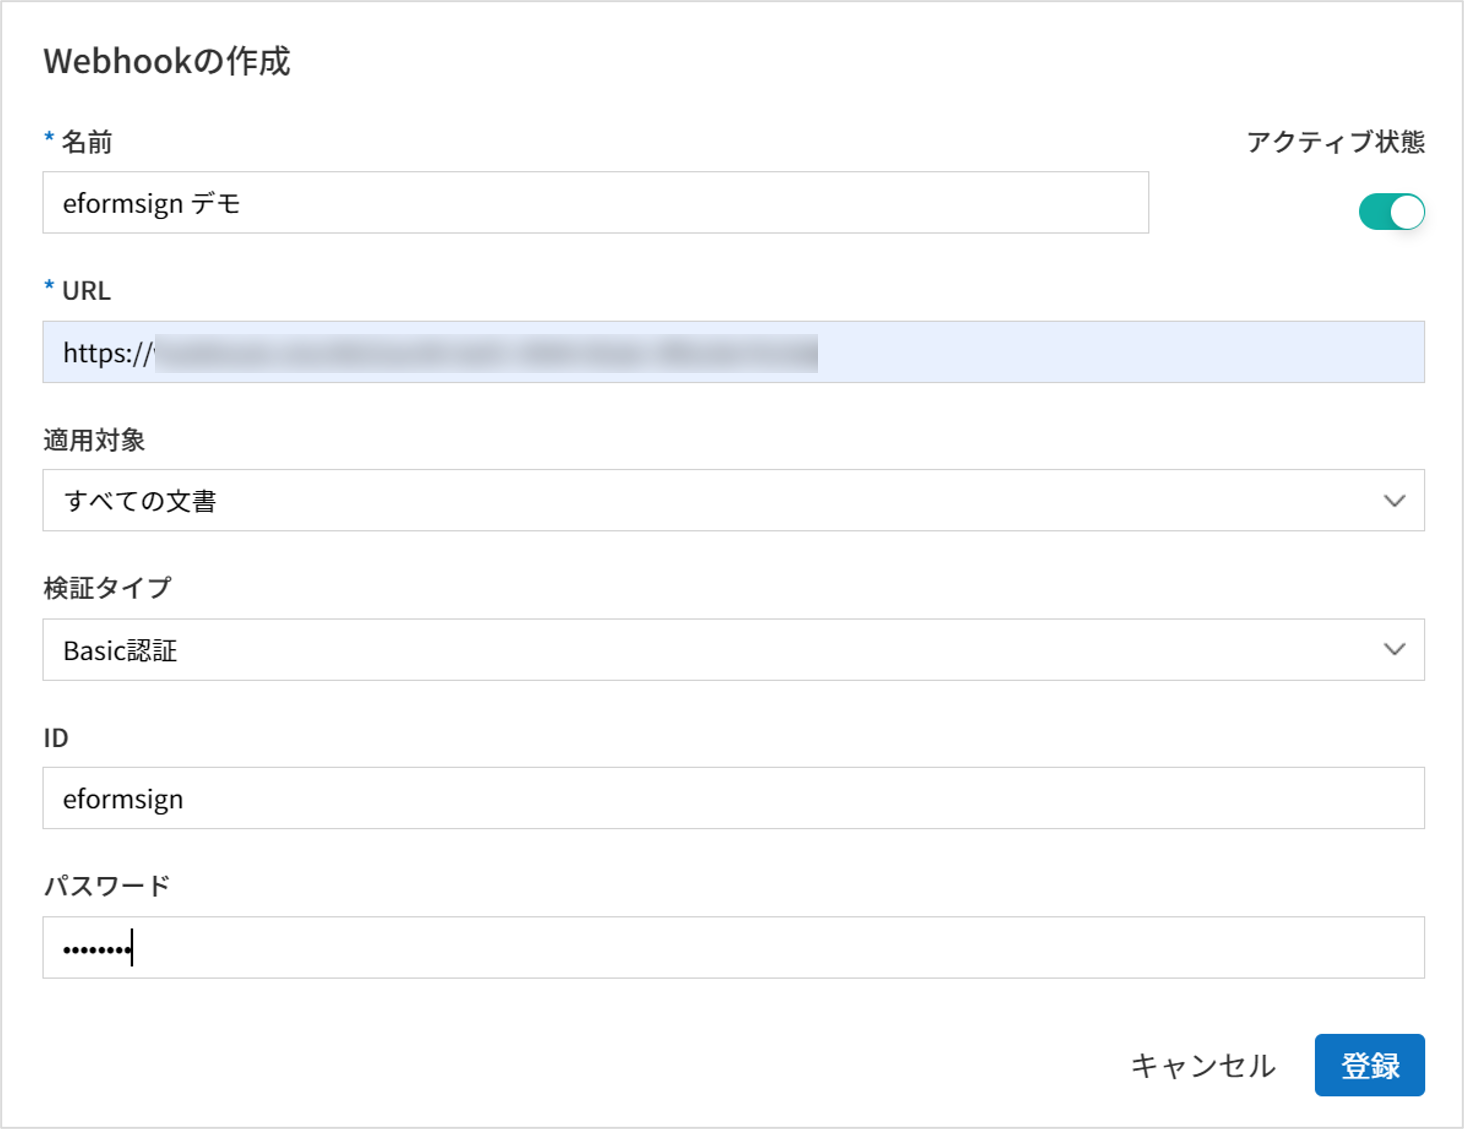 Webhookの作成
* 名前
アクティブ状態
eformsign デモ
* URL
https://
適用対象
すべての文書
検証タイプ
Basic認証
ID
eformsign
パスワード
••••••••
キャンセル
登録